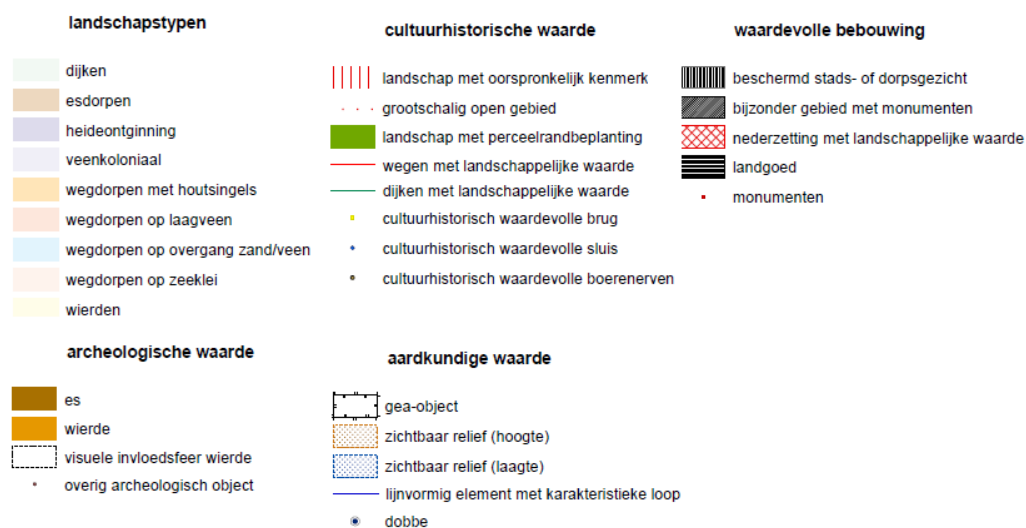 landschapstypen
dijken
esdorpen
heideontginning
veenkoloniaal
wegdorpen met houtsingels
wegdorpen op laagveen
wegdorpen op overgang zand/veen
wegdorpen op zeeklei
wierden
cultuurhistorische waarde
landschap met oorspronkelijk kenmerk
grootschalig open gebied
landschap met perceelrandbeplanting
wegen met landschappelijke waarde
dijken met landschappelijke waarde
cultuurhistorisch waardevolle brug
cultuurhistorisch waardevolle sluis
cultuurhistorisch waardevolle boerenerven
waardevolle bebouwing
beschermd stads- of dorpsgezicht
bijzonder gebied met monumenten
nederzetting met landschappelijke waarde
landgoed
monumenten
archeologische waarde
es
wierde
visuele invloedsfeer wierde
overig archeologisch object
aardkundige waarde
gea-object
zichtbaar relief (hoogte)
zichtbaar relief (laagte)
lijnvormig element met karakteristieke loop
dobbe